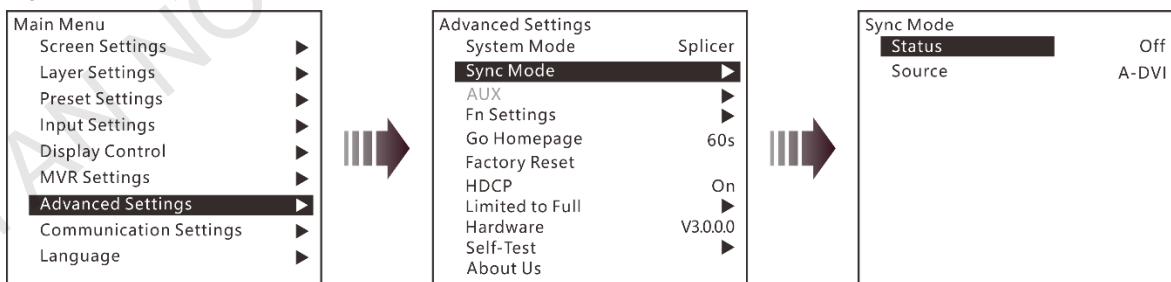 Main Menu
Screen Settings
Layer Settings
Preset Settings
Input Settings
Display Control
MVR Settings
Advanced Settings
Communication Settings
Language
Advanced Settings
System Mode Splicer
Sync Mode
AUX
Fn Settings
Go Homepage 60s
Factory Reset
HDCP On
Limited to Full
Hardware V3.0.0.0
Self-Test
About Us
Sync Mode
Status Off
Source A-DVI